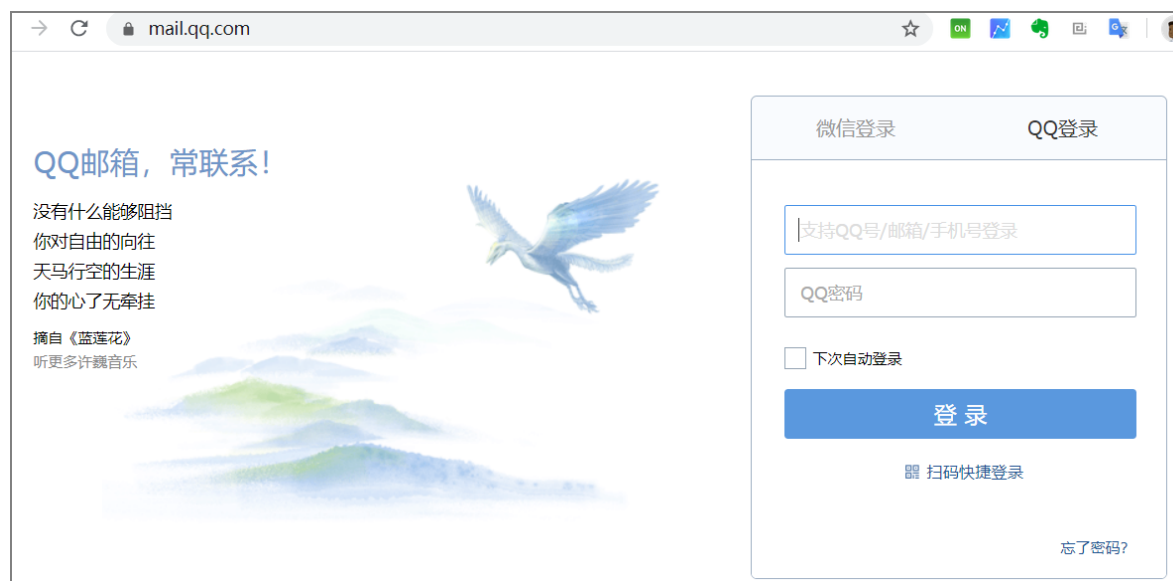 mail.qq.com
ON
G
QQ邮箱，常联系！
没有什么能够阻挡
你对自由的向往
天马行空的生涯
你的心了无牵挂
摘自《蓝莲花》
听更多许巍音乐
微信登录
QQ登录
支持QQ号/邮箱/手机号登录
QQ密码
下次自动登录
登 录
扫码快捷登录
忘了密码?